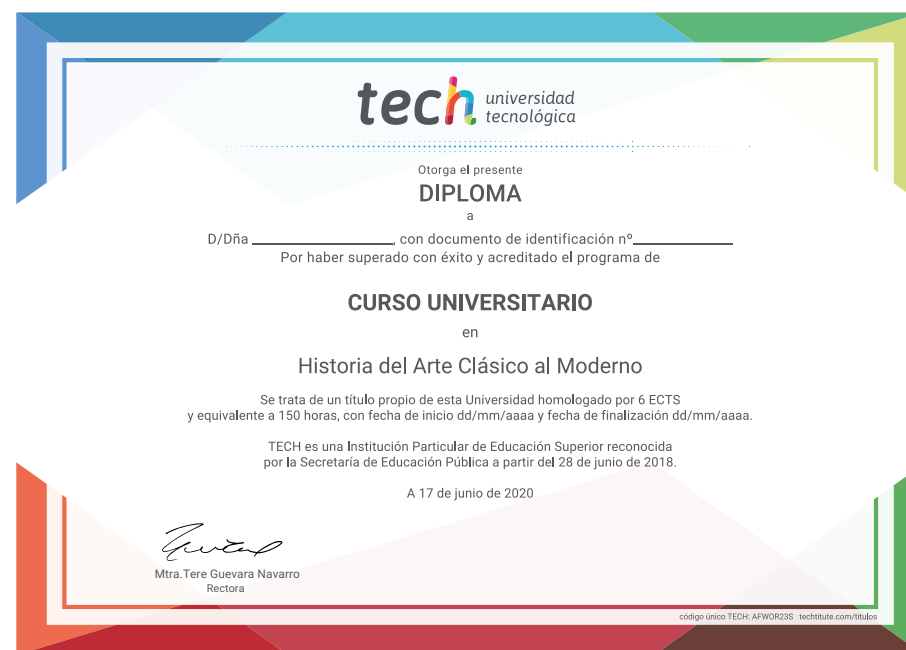 tech universidad
tecnológica
Otorga el presente
DIPLOMA
a
D/Dña ________________, con documento de identificación nº____________
Por haber superado con éxito y acreditado el programa de
CURSO UNIVERSITARIO
en
Historia del Arte Clásico al Moderno
Se trata de un título propio de esta Universidad homologado por 6 ECTS
y equivalente a 150 horas, con fecha de inicio dd/mm/aaaa y fecha de finalización dd/mm/aaaa.
TECH es una Institución Particular de Educación Superior reconocida
por la Secretaría de Educación Pública a partir del 28 de junio de 2018.
A 17 de junio de 2020
Mtra.Tere Guevara Navarro
Rectora
código único TECH: AFWOR23S techtitute.com/titulos